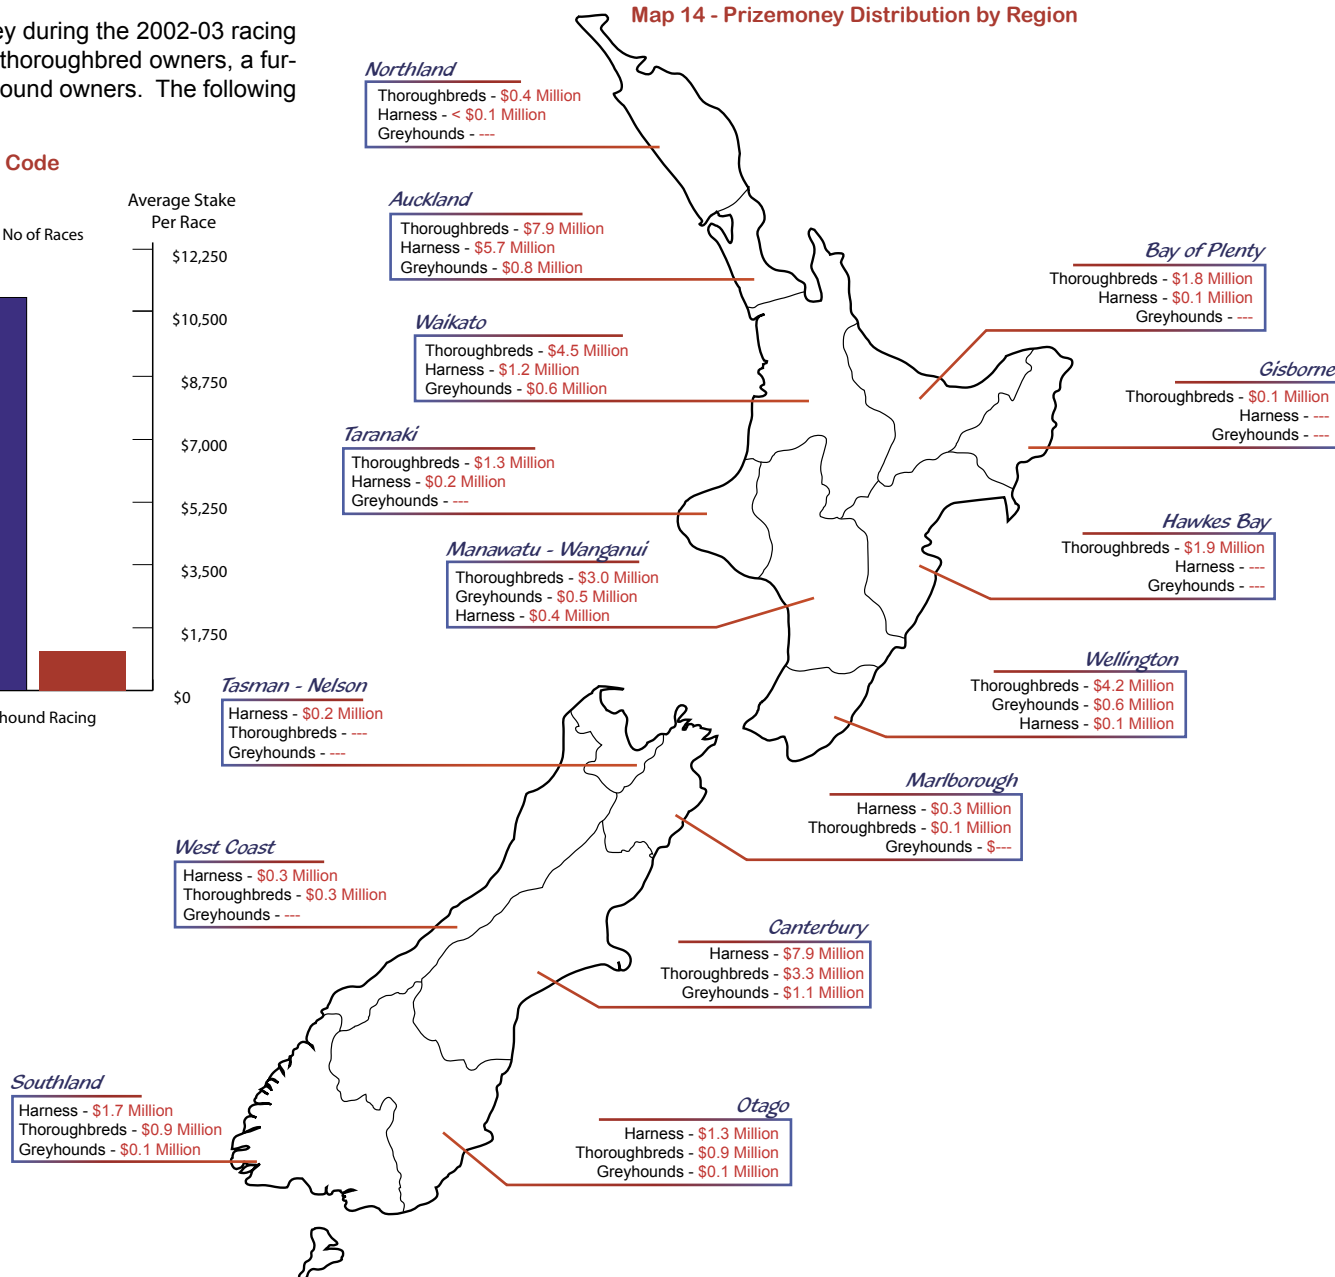 ey during the 2002-03 racing
thoroughbred owners, a fur-
ound owners. The following
Code
Average Stake
Per Race
No of Races
$12,250
$10,500
$8,750
$7,000
$5,250
$3,500
$1,750
$0
hound Racing
Map 14 - Prizemoney Distribution by Region
Northland
Thoroughbreds - $0.4 Million
Harness - < $0.1 Million
Greyhounds - ---
Auckland
Thoroughbreds - $7.9 Million
Harness - $5.7 Million
Greyhounds - $0.8 Million
Bay of Plenty
Thoroughbreds - $1.8 Million
Harness - $0.1 Million
Greyhounds - ---
Waikato
Thoroughbreds - $4.5 Million
Harness - $1.2 Million
Greyhounds - $0.6 Million
Gisborne
Thoroughbreds - $0.1 Million
Harness - ---
Greyhounds - ---
Taranaki
Thoroughbreds - $1.3 Million
Harness - $0.2 Million
Greyhounds - ---
Hawkes Bay
Thoroughbreds - $1.9 Million
Harness - ---
Greyhounds - ---
Manawatu - Wanganui
Thoroughbreds - $3.0 Million
Greyhounds - $0.5 Million
Harness - $0.4 Million
Wellington
Thoroughbreds - $4.2 Million
Greyhounds - $0.6 Million
Harness - $0.1 Million
Tasman - Nelson
Harness - $0.2 Million
Thoroughbreds - ---
Greyhounds - ---
Marlborough
Harness - $0.3 Million
Thoroughbreds - $0.1 Million
Greyhounds - $---
West Coast
Harness - $0.3 Million
Thoroughbreds - $0.3 Million
Greyhounds - ---
Canterbury
Harness - $7.9 Million
Thoroughbreds - $3.3 Million
Greyhounds - $1.1 Million
Southland
Harness - $1.7 Million
Thoroughbreds - $0.9 Million
Greyhounds - $0.1 Million
Otago
Harness - $1.3 Million
Thoroughbreds - $0.9 Million
Greyhounds - $0.1 Million